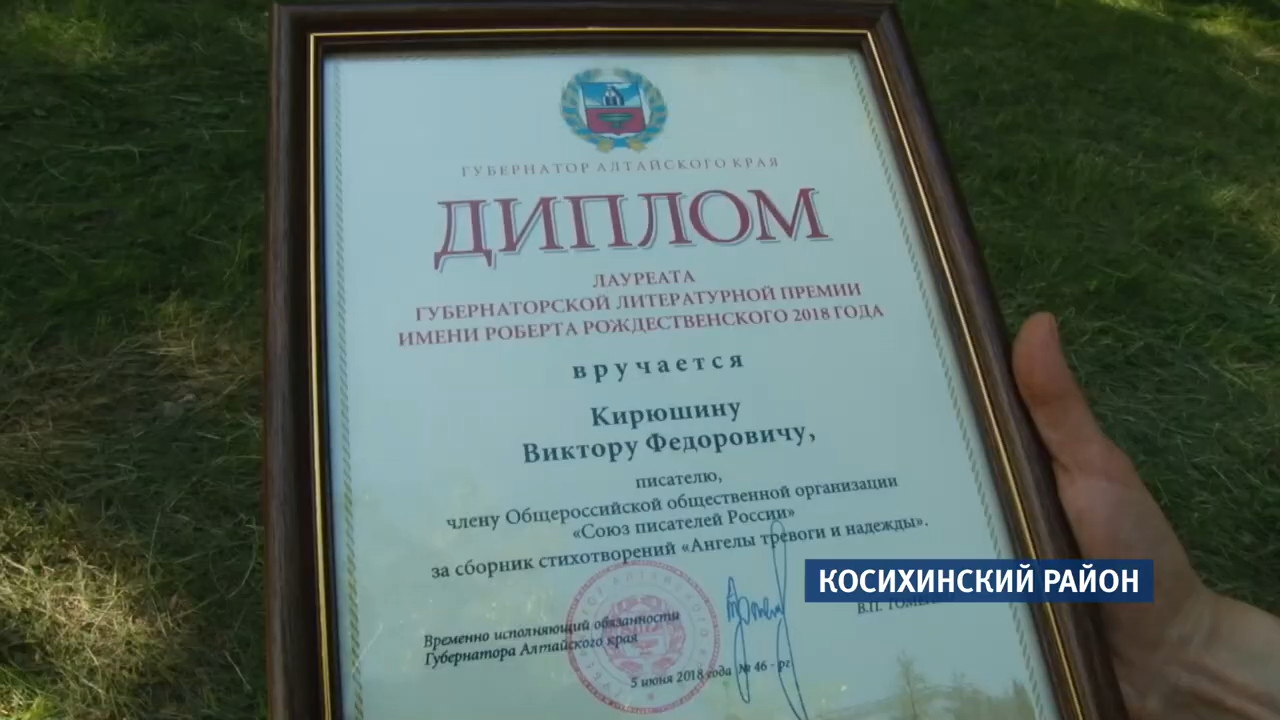 ГУБЕРНАТОР АЛТАЙСКОГО КРАЯ
ДИПЛОМ
ЛАУРЕАТА
ГУБЕРНАТОРСКОЙ ЛИТЕРАТУРНОЙ ПРЕМИИ
ИМЕНИ РОБЕРТА РОЖДЕСТВЕНСКОГО 2018 ГОДА
вручается
Кирюшину
Виктору Федоровичу,
писателю,
члену Общероссийской общественной организации
«Союз писателей России»
за сборник стихотворений «Ангелы тревоги и надежды».
КОСИХИНСКИЙ РАЙОН
Временно исполняющий обязанности
Губернатора Алтайского края
В.П.
5 июня 2018 года № 46 - рг